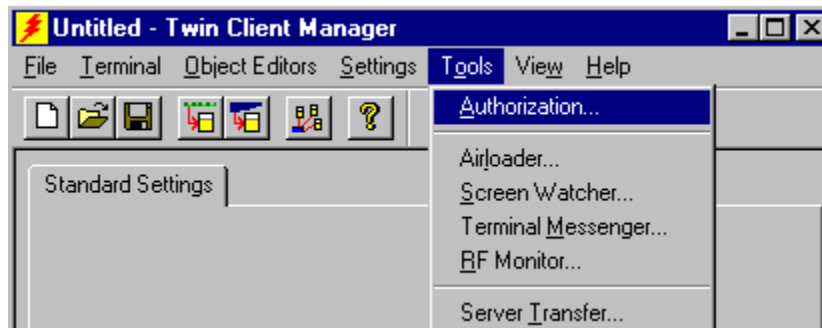 Untitled - Twin Client Manager
File Terminal Object Editors Settings Tools View Help
Authorization...
Airloader...
Standard Settings
Screen Watcher...
Terminal Messenger...
RF Monitor...
Server Transfer...